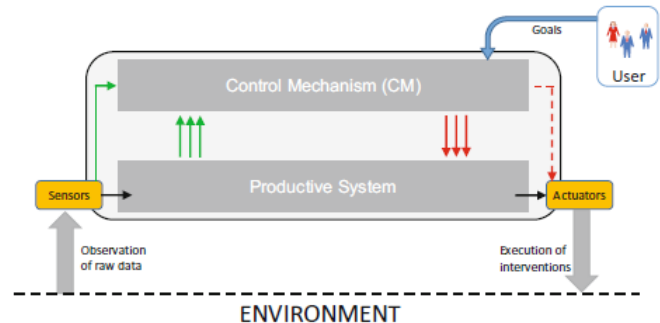 Goals
User
Control Mechanism (CM)
Productive System
Sensors
Actuators
Observation
of raw data
Execution of
interventions
ENVIRONMENT